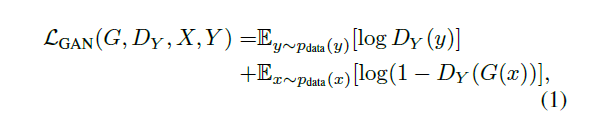 ℒ_GAN(G, D_Y, X, Y) =𝔼_{y∼p_data(y)}[log D_Y(y)]
+𝔼_{x∼p_data(x)}[log(1 − D_Y(G(x))],
(1)